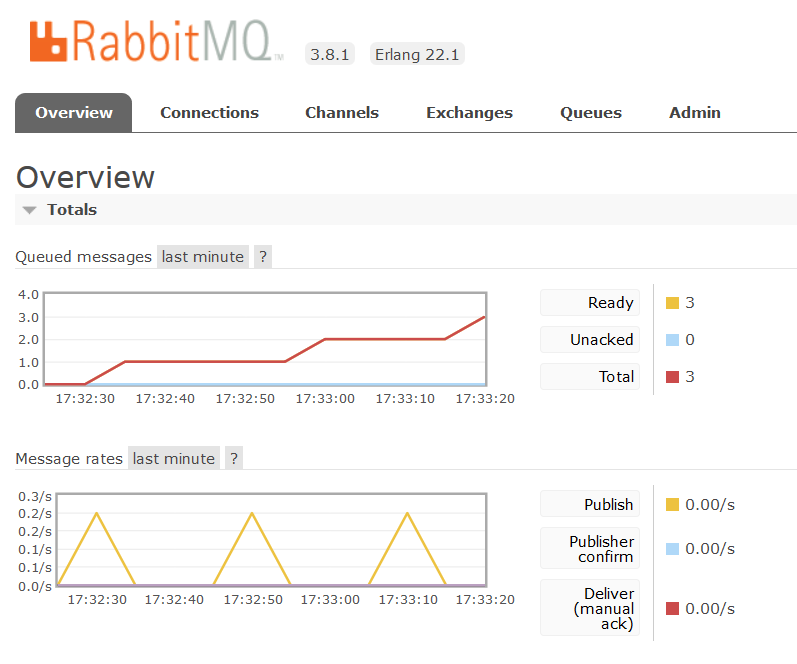 RabbitMQ TM 3.8.1 Erlang 22.1
Overview Connections Channels Exchanges Queues Admin
Overview
Totals
Queued messages last minute ?
4.0
3.0
2.0
1.0
0.0
17:32:30 17:32:40 17:32:50 17:33:00 17:33:10 17:33:20
Ready 3
Unacked 0
Total 3
Message rates last minute ?
0.3/s
0.2/s
0.2/s
0.1/s
0.1/s
0.0/s
17:32:30 17:32:40 17:32:50 17:33:00 17:33:10 17:33:20
Publish 0.00/s
Publisher
confirm 0.00/s
Deliver
(manual 0.00/s
ack)